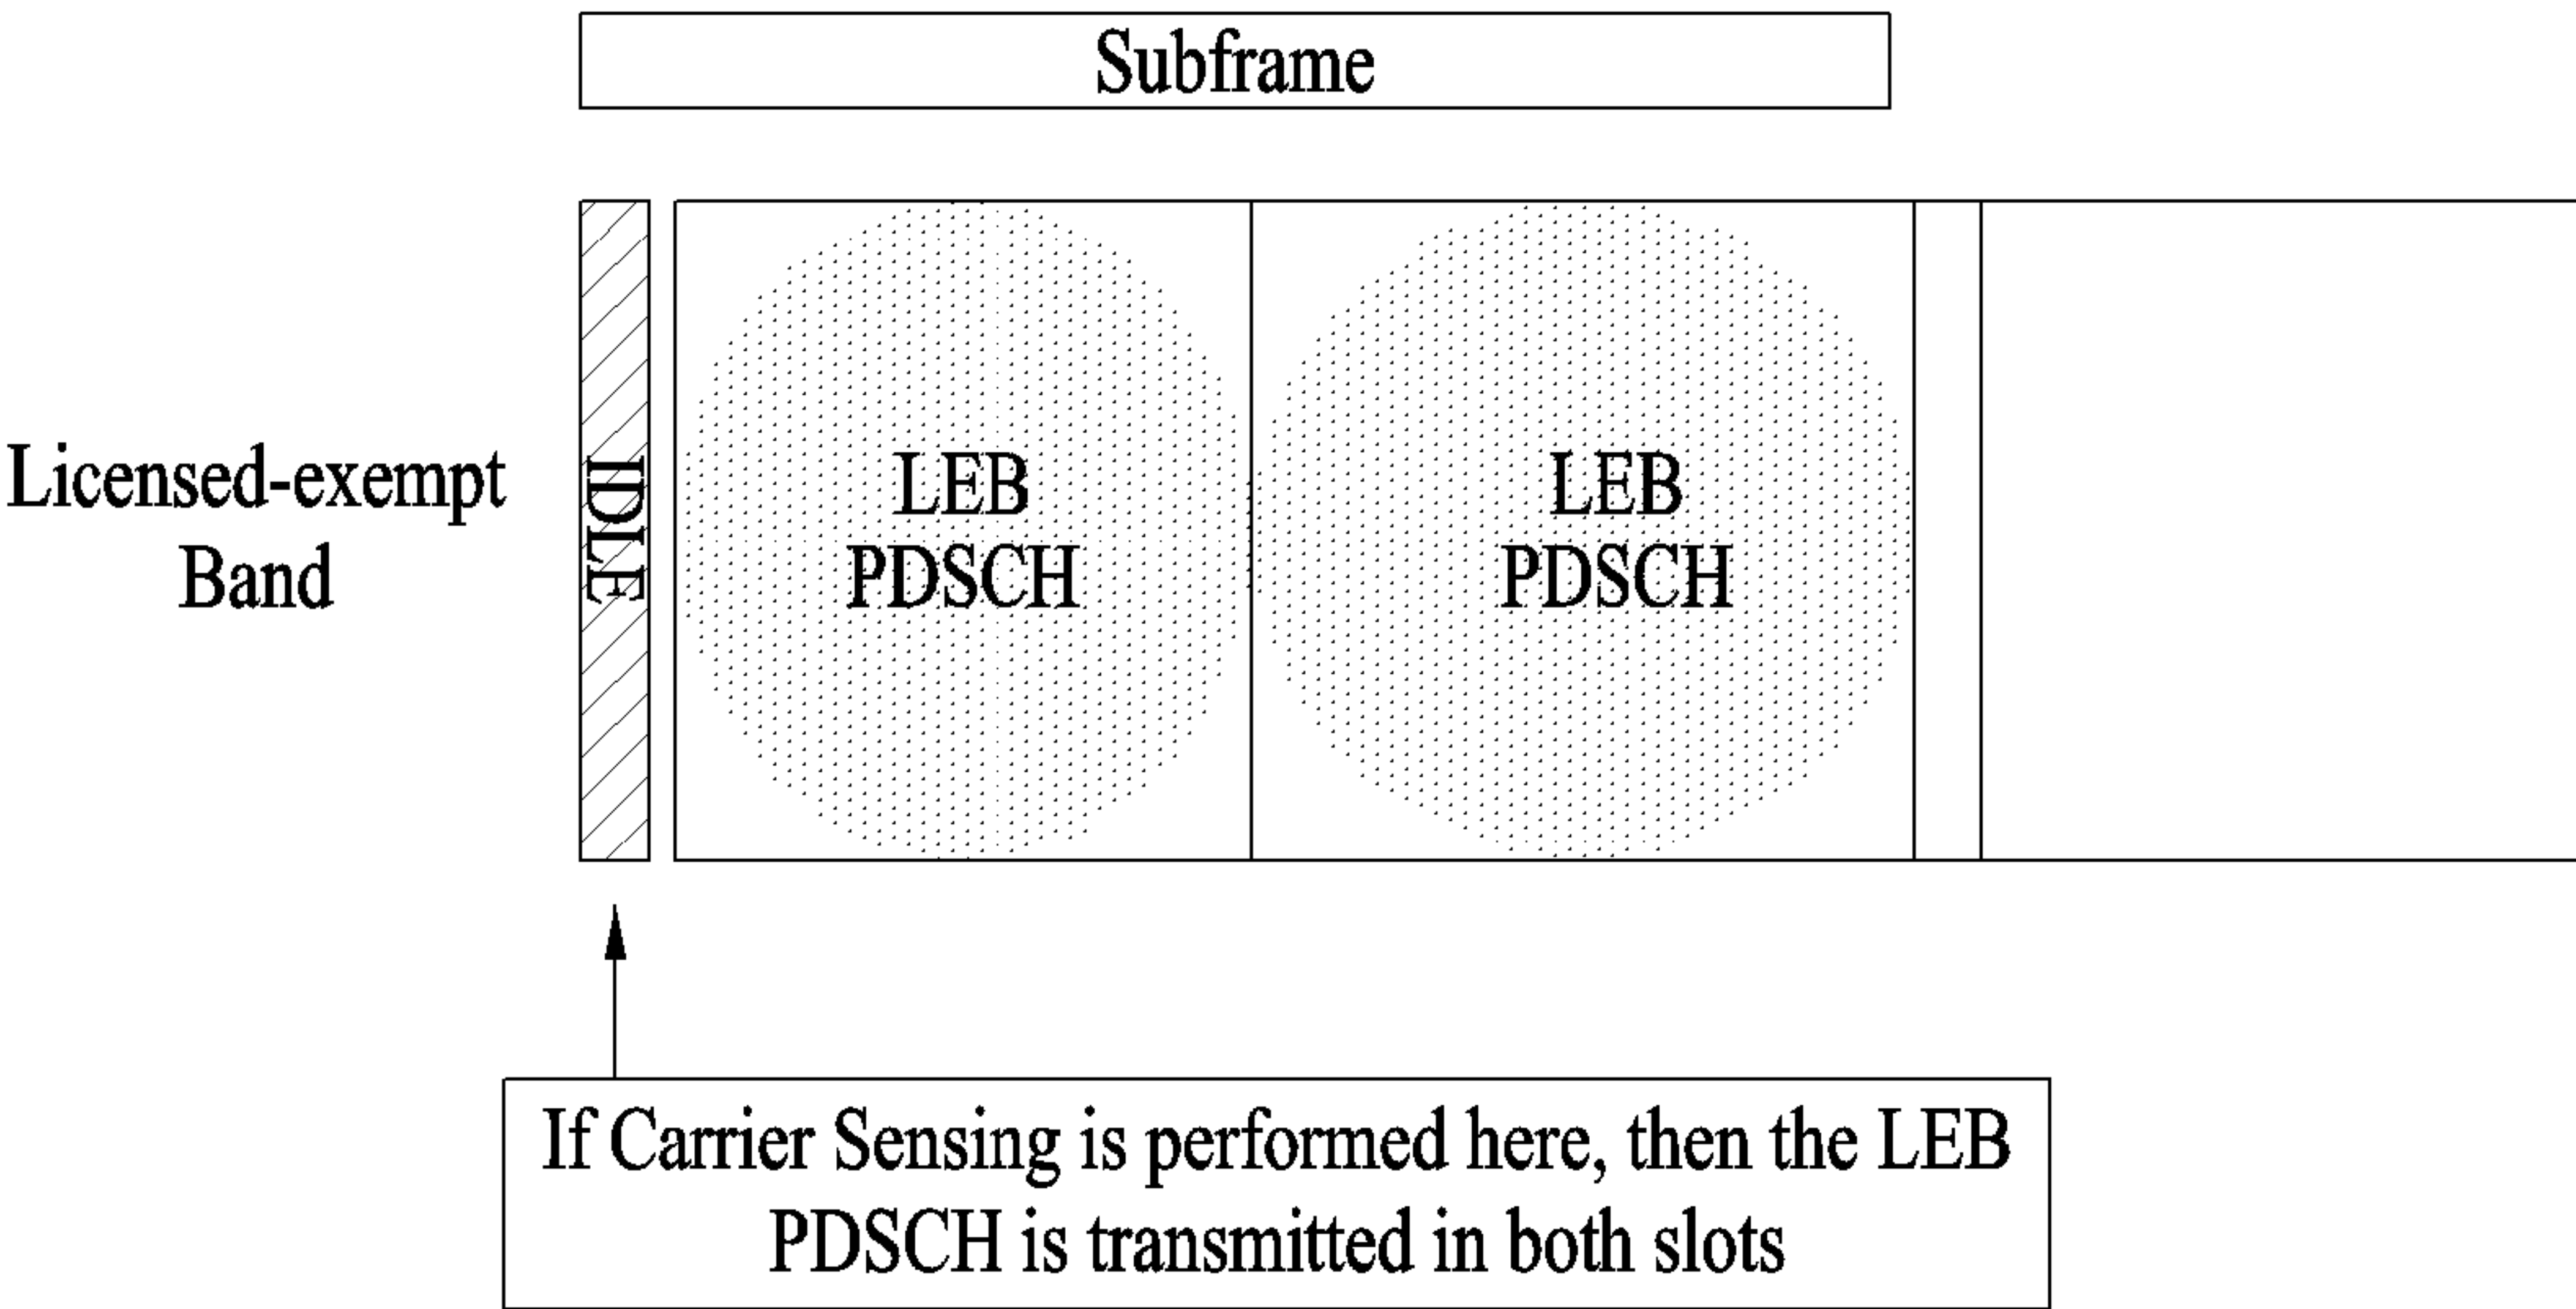 Subframe
Licensed-exempt
Band
IDLE
LEB
PDSCH
LEB
PDSCH
If Carrier Sensing is performed here, then the LEB
PDSCH is transmitted in both slots